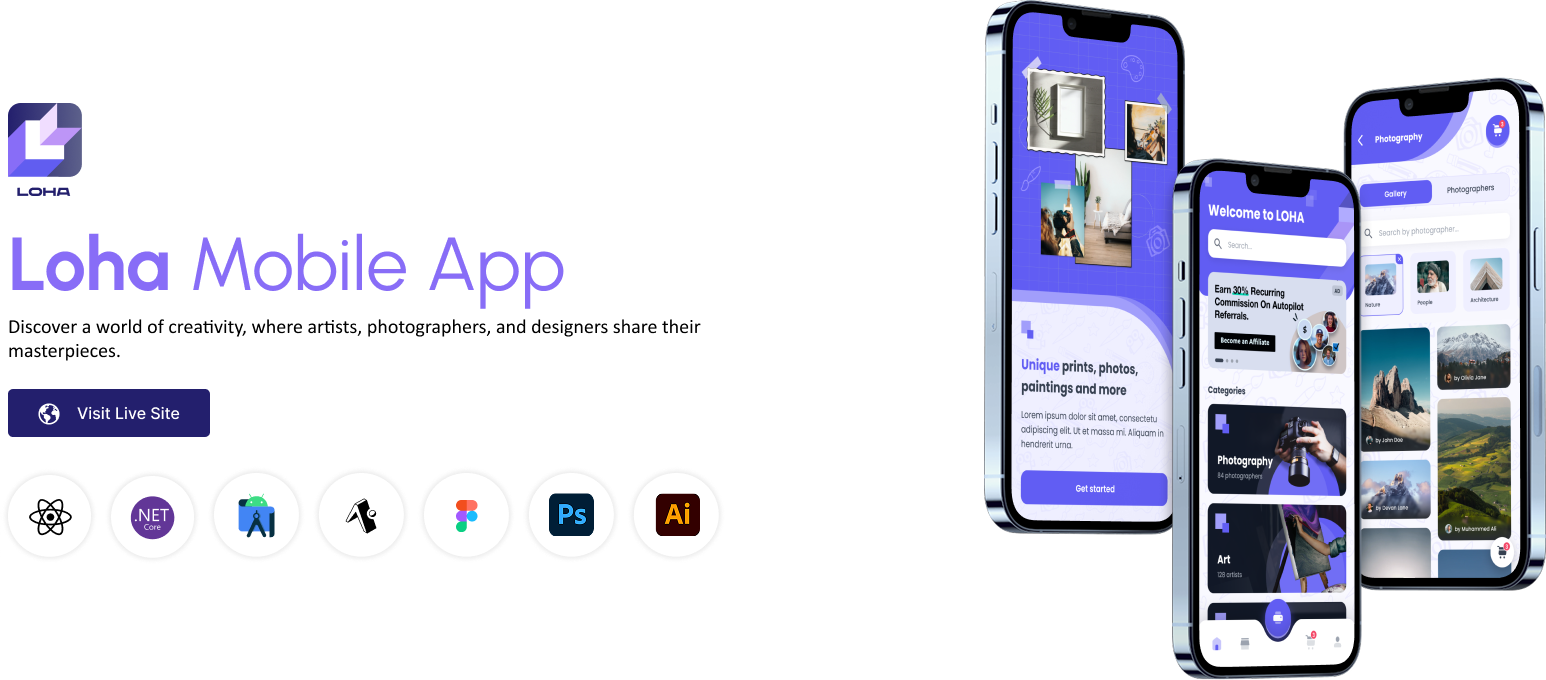 LOHA
Loha Mobile App
Discover a world of creativity, where artists, photographers, and designers share their
masterpieces.
Visit Live Site
.NET
Core
Ps
Ai
Unique prints, photos,
paintings and more
Lorem ipsum dolor sit amet, consectetu
adipiscing elit. Ut et massa mi. Aliquam in
hendrerit urna.
Get started
Welcome to LOHA
Search...
Earn 30% Recurring
Commission On Autopilot
Referrals.
AD
Become an Affiliate
$
Categories
Photography
84 photographers
Art
128 artists
3
Photography
3
Gallery
Photographers
Search by photographer...
Nature
People
Architecture
by John Doe
by Olivia Jane
by Devan Lane
by Muhammed Ali
3